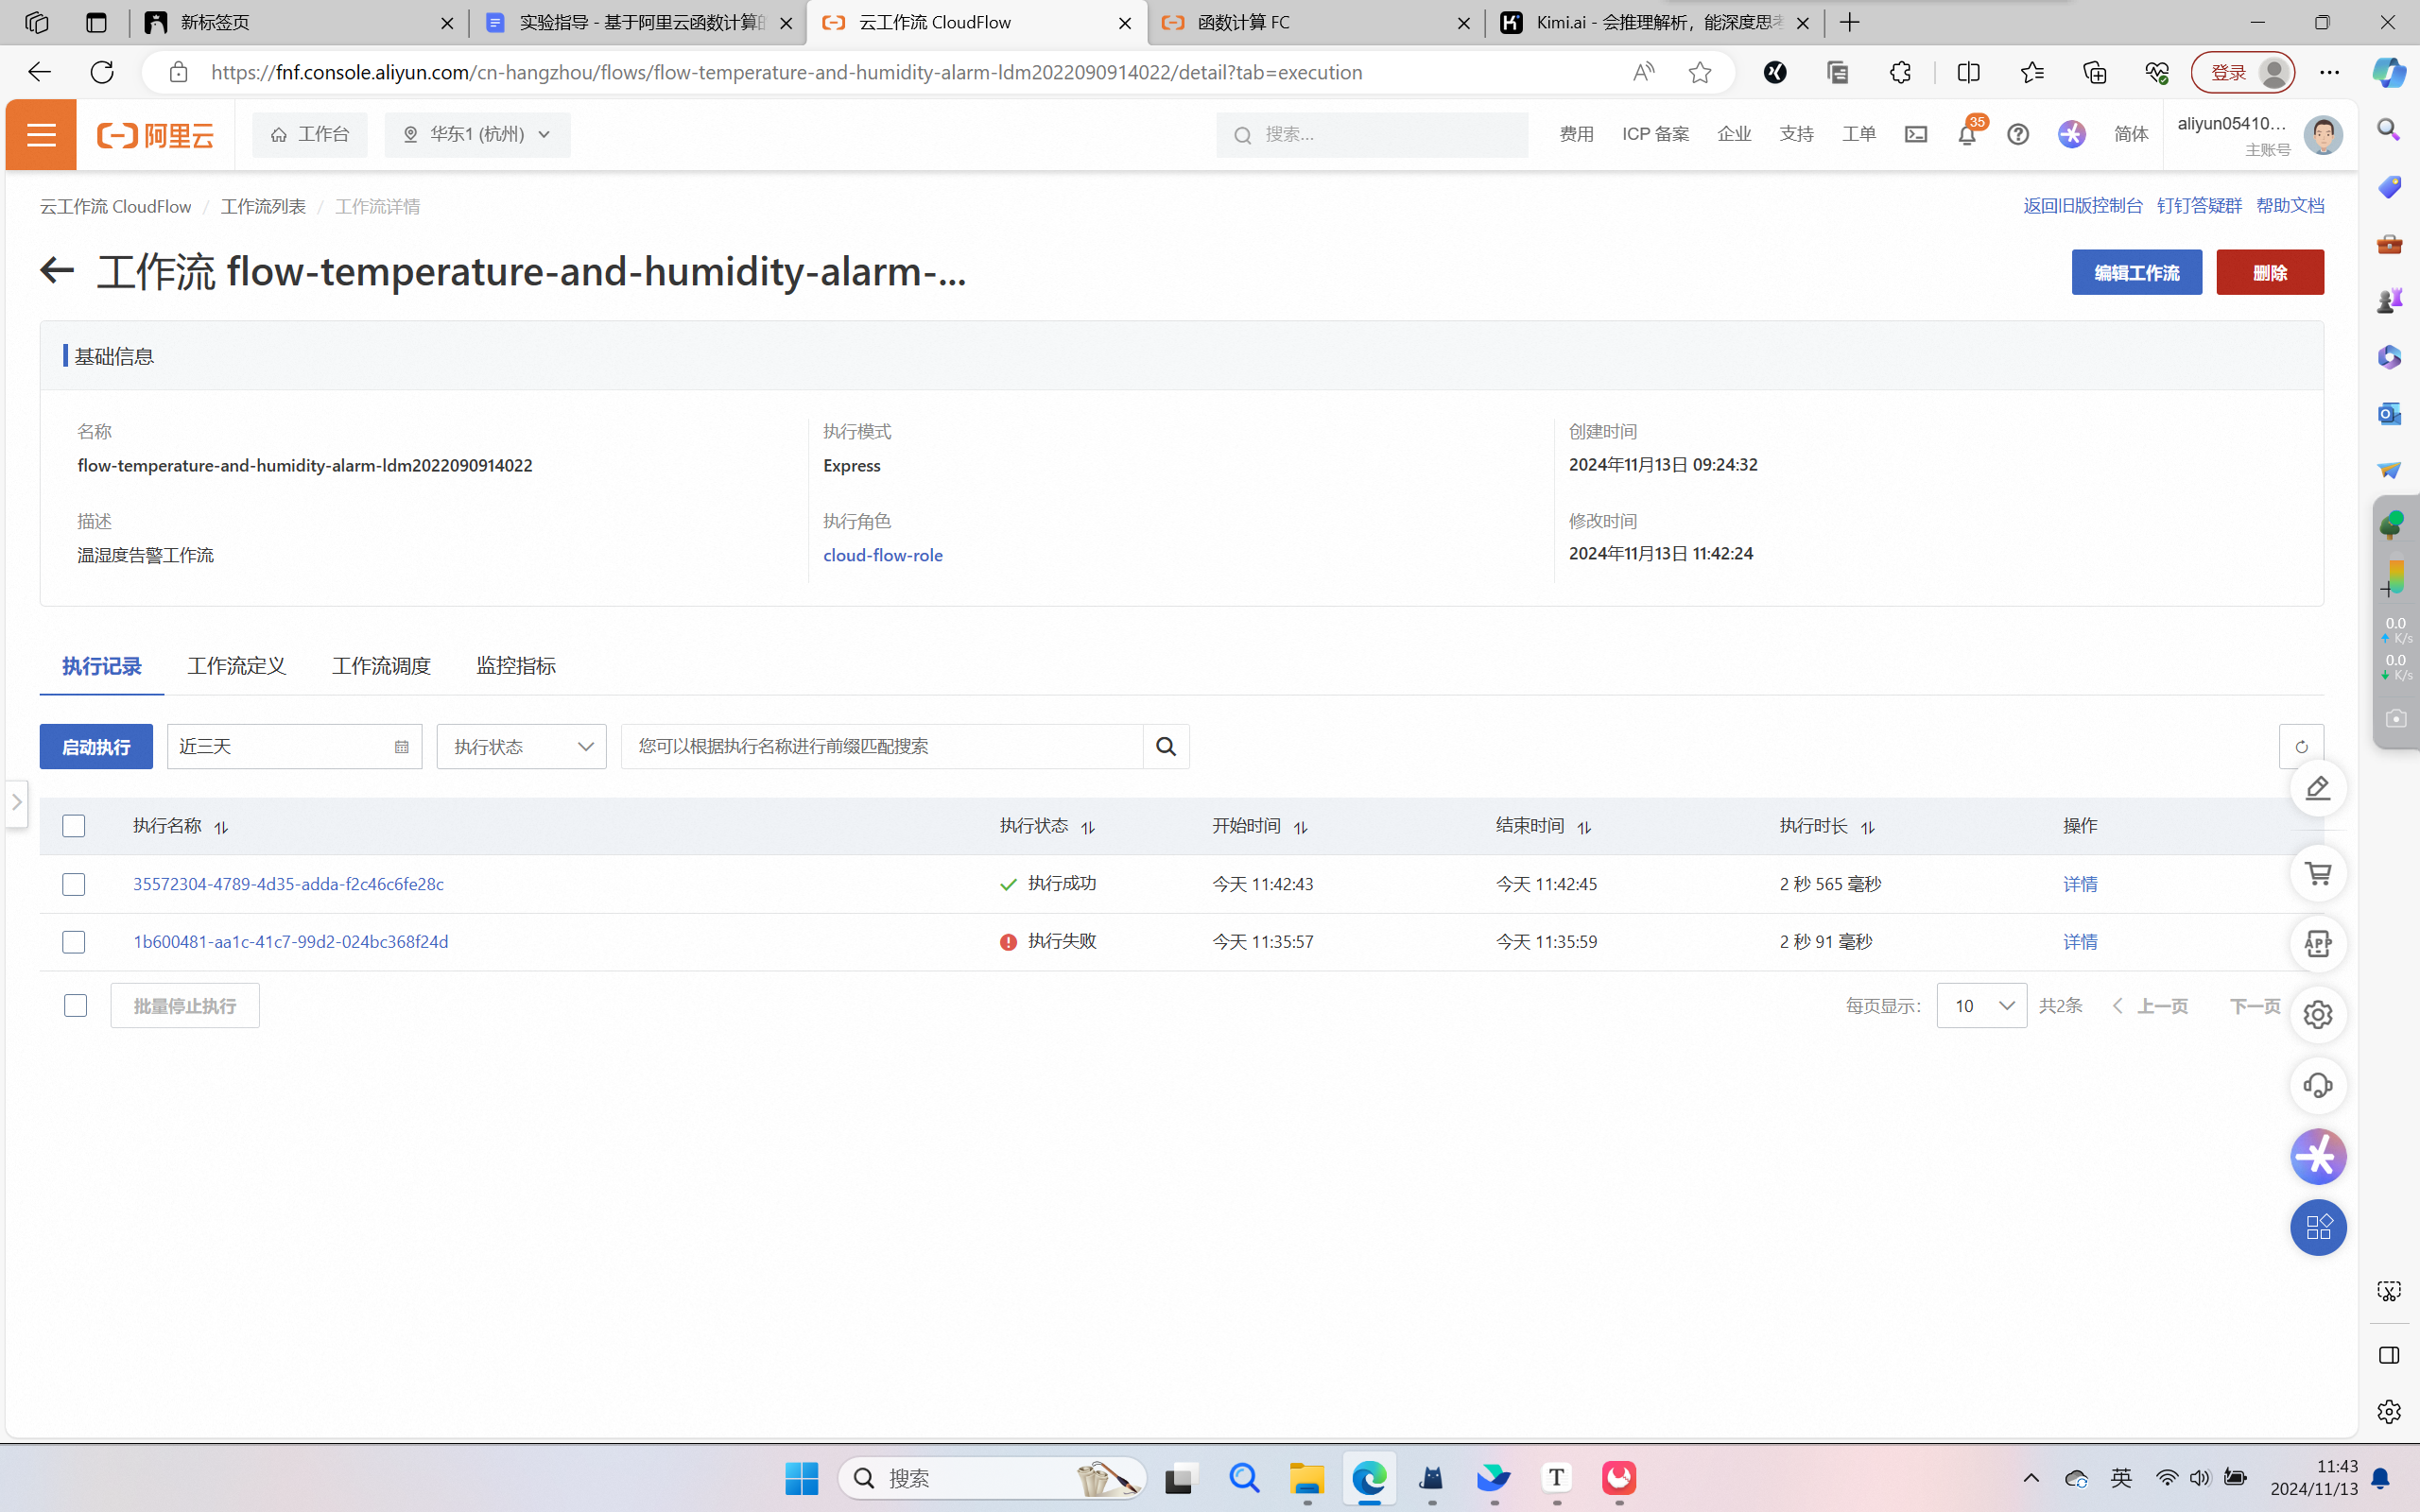 新标签页
实验指导 - 基于阿里云函数计算的
云工作流 CloudFlow
函数计算 FC
Kimi.ai - 会推理解析，能深度思考
https://fnf.console.aliyun.com/cn-hangzhou/flows/flow-temperature-and-humidity-alarm-ldm2022090914022/detail?tab=execution
登录
阿里云
工作台
华东1 (杭州)
搜索...
费用
ICP 备案
企业
支持
工单
35
简体
aliyun05410...
主账号
云工作流 CloudFlow / 工作流列表 / 工作流详情
返回旧版控制台 钉钉答疑群 帮助文档
工作流 flow-temperature-and-humidity-alarm-...
编辑工作流
删除
基础信息
名称
flow-temperature-and-humidity-alarm-ldm2022090914022
执行模式
Express
创建时间
2024年11月13日 09:24:32
描述
温湿度告警工作流
执行角色
cloud-flow-role
修改时间
2024年11月13日 11:42:24
0.0
K/s
0.0
K/s
执行记录 工作流定义 工作流调度 监控指标
启动执行
近三天
执行状态
您可以根据执行名称进行前缀匹配搜索
执行名称 执行状态 开始时间 结束时间 执行时长 操作
35572304-4789-4d35-adda-f2c46c6fe28c 执行成功 今天 11:42:43 今天 11:42:45 2 秒 565 毫秒 详情
1b600481-aa1c-41c7-99d2-024bc368f24d 执行失败 今天 11:35:57 今天 11:35:59 2 秒 91 毫秒 详情
APP
批量停止执行
每页显示: 10 共2条 上一页 下一页
搜索
英
11:43
2024/11/13